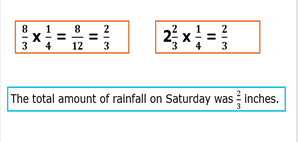 8/3 x 1/4 = 8/12 = 2/3
2 2/3 x 1/4 = 2/3
The total amount of rainfall on Saturday was 2/3 inches.